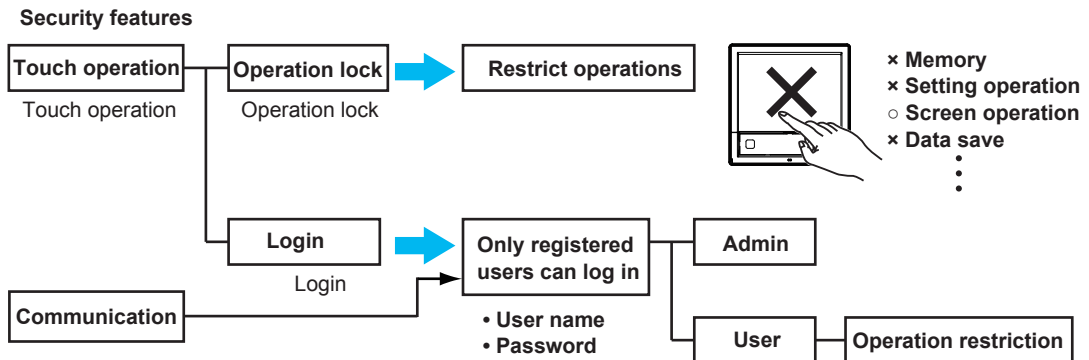 Security features
Touch operation
Touch operation
Operation lock
Operation lock
Restrict operations
× Memory
× Setting operation
○ Screen operation
× Data save
Login
Login
Only registered
users can log in
Admin
Communication
• User name
• Password
User
Operation restriction